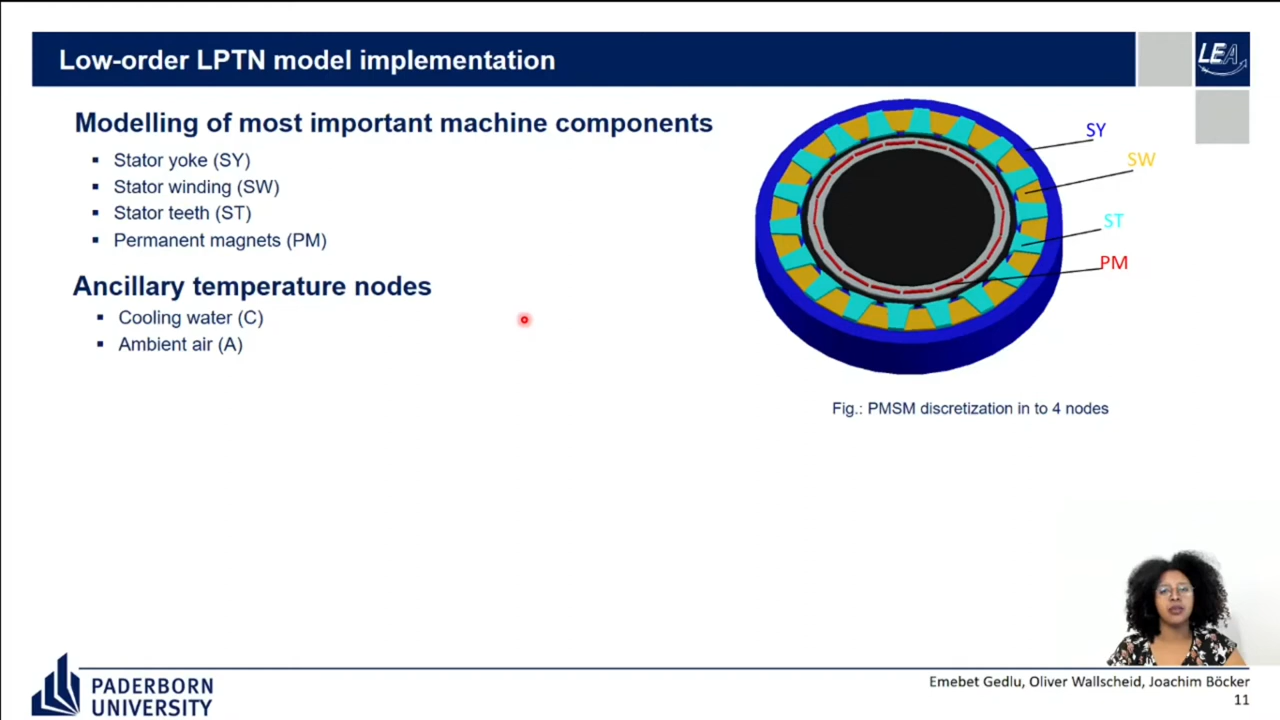 Low-order LPTN model implementation
LEA
Modelling of most important machine components
▪ Stator yoke (SY)
▪ Stator winding (SW)
▪ Stator teeth (ST)
▪ Permanent magnets (PM)
Ancillary temperature nodes
▪ Cooling water (C)
▪ Ambient air (A)
SY
SW
ST
PM
Fig.: PMSM discretization in to 4 nodes
PADERBORN
UNIVERSITY
Emebet Gedlu, Oliver Wallscheid, Joachim Böcker
11